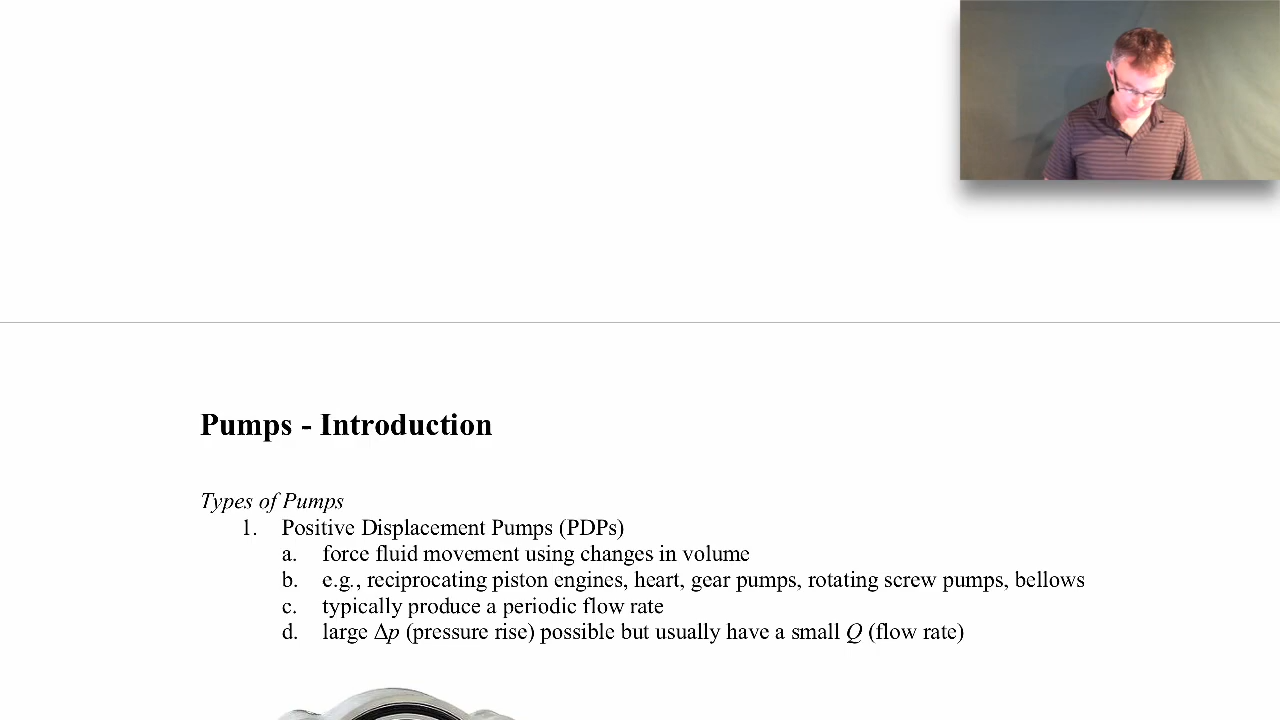 Pumps - Introduction
Types of Pumps
1. Positive Displacement Pumps (PDPs)
a. force fluid movement using changes in volume
b. e.g., reciprocating piston engines, heart, gear pumps, rotating screw pumps, bellows
c. typically produce a periodic flow rate
d. large Δp (pressure rise) possible but usually have a small Q (flow rate)